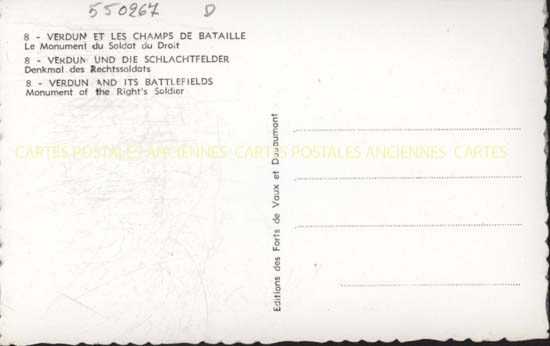 550267 D
8 - VERDUN ET LES CHAMPS DE BATAILLE
Le Monument du Soldat du Droit
8 - VERDUN UND DIE SCHLACHTFELDER
Denkmal des Rechtssoldats
8 - VERDUN AND ITS BATTLEFIELDS
Monument of the Right's Soldier
CARTES POSTALES ANCIENNES CARTES POSTALES ANCIENNES CARTES
Editions des Forts de Vaux et Douaumont